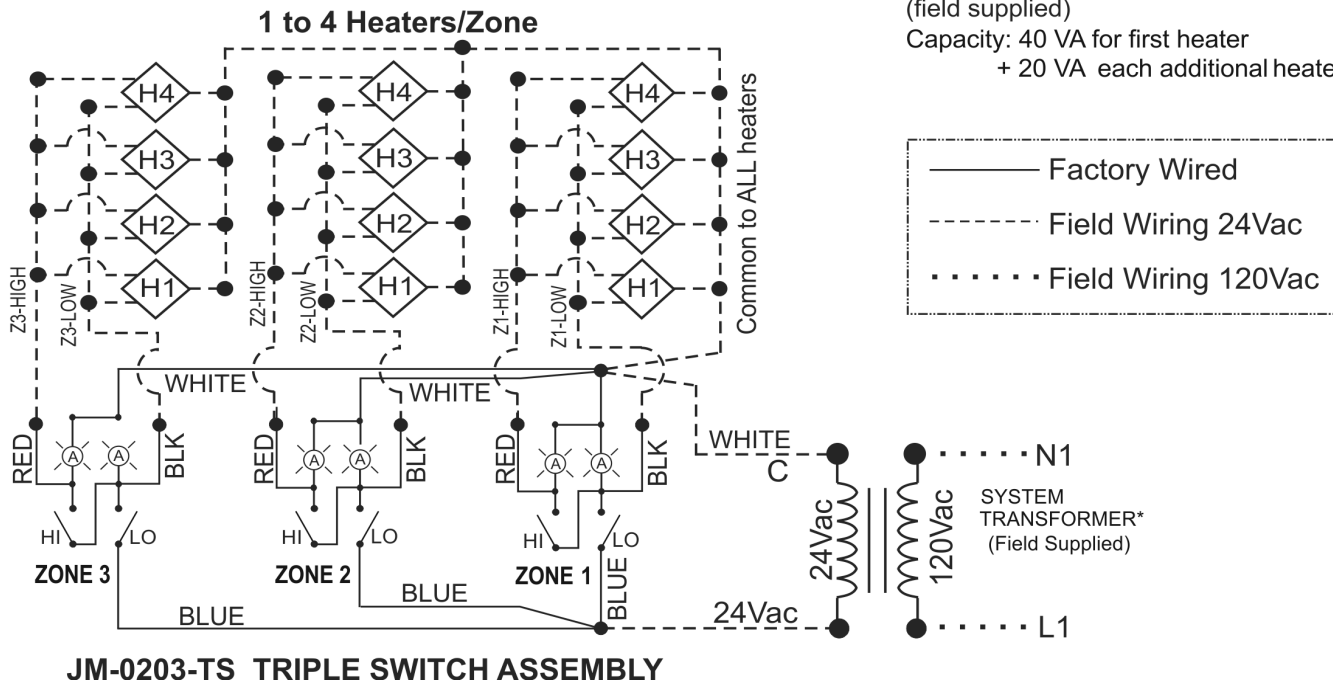 1 to 4 Heaters/Zone
(field supplied)
Capacity: 40 VA for first heater
+ 20 VA each additional heate
H4
H3
H2
H1
Z3-HIGH
Z3-LOW
H4
H3
H2
H1
Z2-HIGH
Z2-LOW
H4
H3
H2
H1
Z1-HIGH
Z1-LOW
Common to ALL heaters
Factory Wired
Field Wiring 24Vac
Field Wiring 120Vac
WHITE
WHITE
RED
A
A
BLK
HI
LO
ZONE 3
RED
A
A
BLK
HI
LO
ZONE 2
RED
A
A
BLK
HI
LO
ZONE 1
WHITE
C
BLUE
BLUE
BLUE
24Vac
24Vac
120Vac
N1
SYSTEM
TRANSFORMER*
(Field Supplied)
L1
JM-0203-TS TRIPLE SWITCH ASSEMBLY